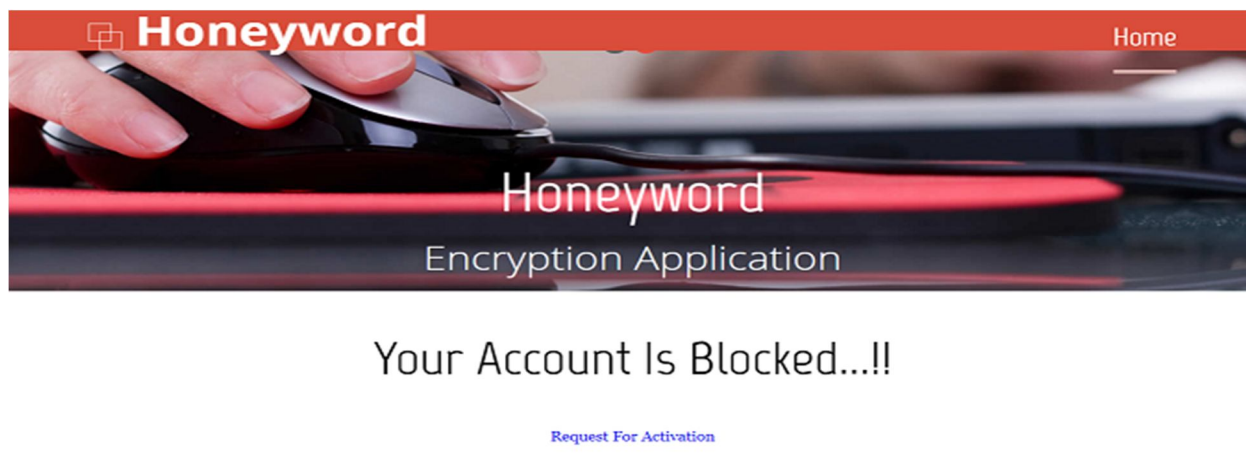 Honeyword
Home
Honeyword
Encryption Application
Your Account Is Blocked...!!
Request For Activation